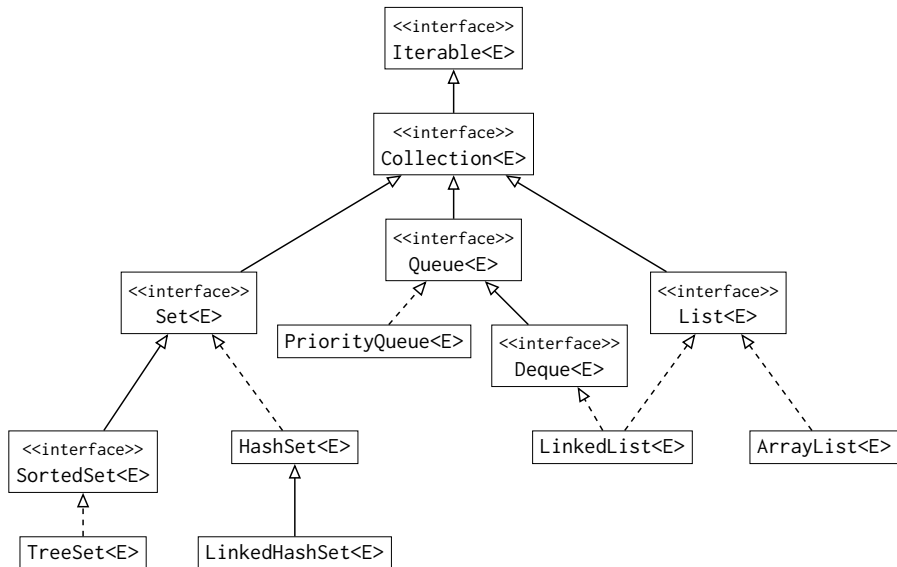 <<interface>>
Iterable<E>
<<interface>>
Collection<E>
<<interface>>
Queue<E>
<<interface>>
Set<E>
<<interface>>
List<E>
PriorityQueue<E>
<<interface>>
Deque<E>
<<interface>>
SortedSet<E>
HashSet<E>
LinkedList<E>
ArrayList<E>
TreeSet<E>
LinkedHashSet<E>